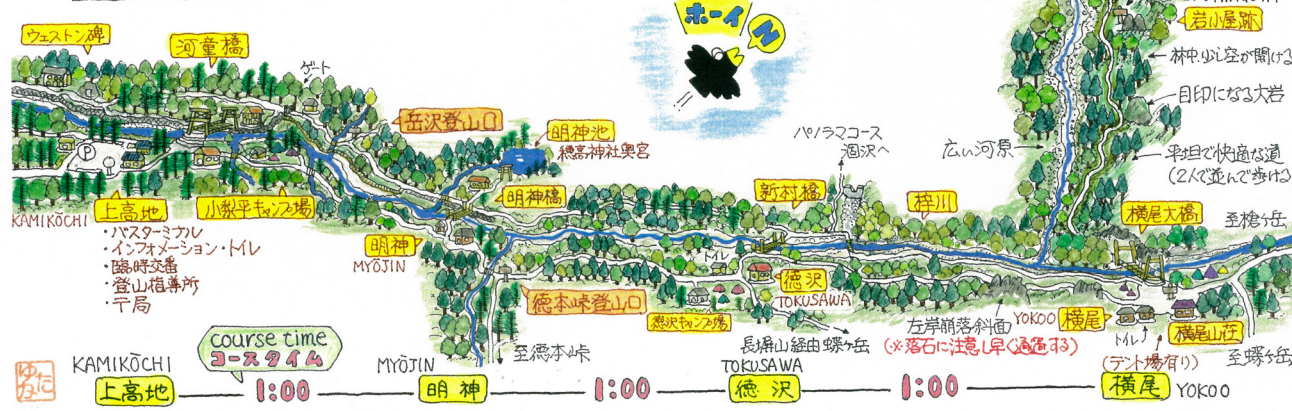 ホーイ
N
ウェストン碑
河童橋
ゲート
岳沢登山口
明神池
穂高神社奥宮
明神橋
パノラマコース
涸沢へ
新村橋
梓川
広い河原
岩小屋跡
林中.少し空が開ける
目印になる大岩
平坦で快適な道
(2人で並んで歩ける
横尾大橋
至槍ヶ岳
P
KAMIKŌCHI
上高地
・バスターミナル
・インフォメーション・トイレ
・臨時交番
・登山指導所
・〒局
小梨平キャンプ場
明神
MYŌJIN
徳本峠登山口
至徳本峠
トイレ
徳沢
TOKUSAWA
徳沢キャンプ場
長塀山経由蝶ヶ岳
左岸崩落斜面
(※落石に注意し早く通過する)
YOKOO
横尾
トイレ
(テント場有り)
横尾山荘
至蝶ヶ岳
course time
コースタイム
KAMIKŌCHI
上高地
1:00
MYŌJIN
明神
1:00
TOKUSAWA
徳沢
1:00
横尾
YOKOO